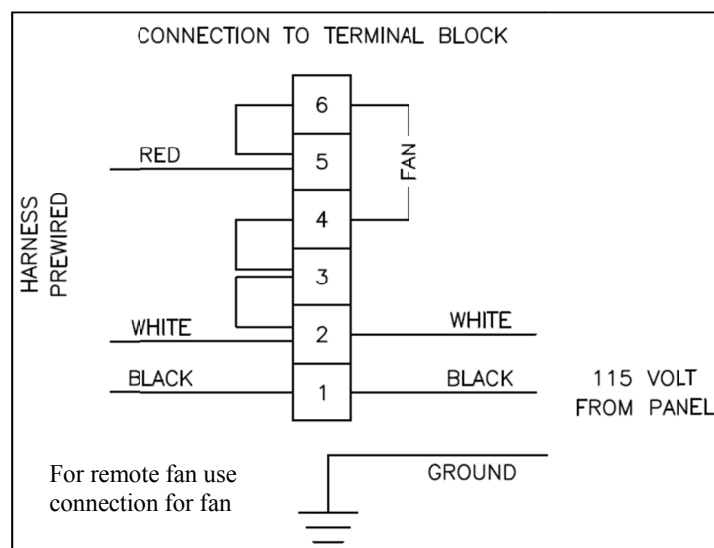 CONNECTION TO TERMINAL BLOCK
6
RED
5
FAN
4
HARNESS
PREWIRED
3
WHITE
2
WHITE
BLACK
1
BLACK
115 VOLT
FROM PANEL
For remote fan use
connection for fan
GROUND